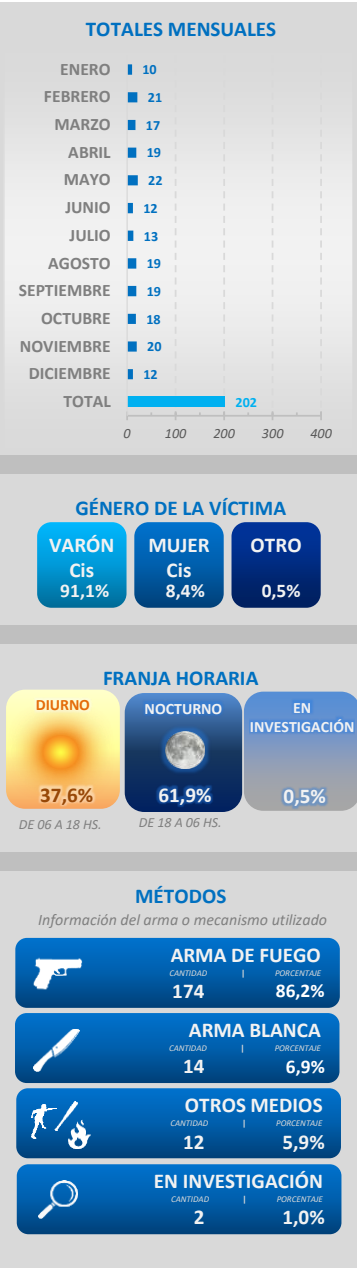 TOTALES MENSUALES
ENERO 10
FEBRERO 21
MARZO 17
ABRIL 19
MAYO 22
JUNIO 12
JULIO 13
AGOSTO 19
SEPTIEMBRE 19
OCTUBRE 18
NOVIEMBRE 20
DICIEMBRE 12
TOTAL 202
0 100 200 300 400
GÉNERO DE LA VÍCTIMA
VARÓN Cis 91,1%
MUJER Cis 8,4%
OTRO 0,5%
FRANJA HORARIA
DIURNO
37,6%
DE 06 A 18 HS.
NOCTURNO
61,9%
DE 18 A 06 HS.
EN
INVESTIGACIÓN
0,5%
MÉTODOS
Información del arma o mecanismo utilizado
ARMA DE FUEGO
CANTIDAD | PORCENTAJE
174 86,2%
ARMA BLANCA
CANTIDAD | PORCENTAJE
14 6,9%
OTROS MEDIOS
CANTIDAD | PORCENTAJE
12 5,9%
EN INVESTIGACIÓN
CANTIDAD | PORCENTAJE
2 1,0%